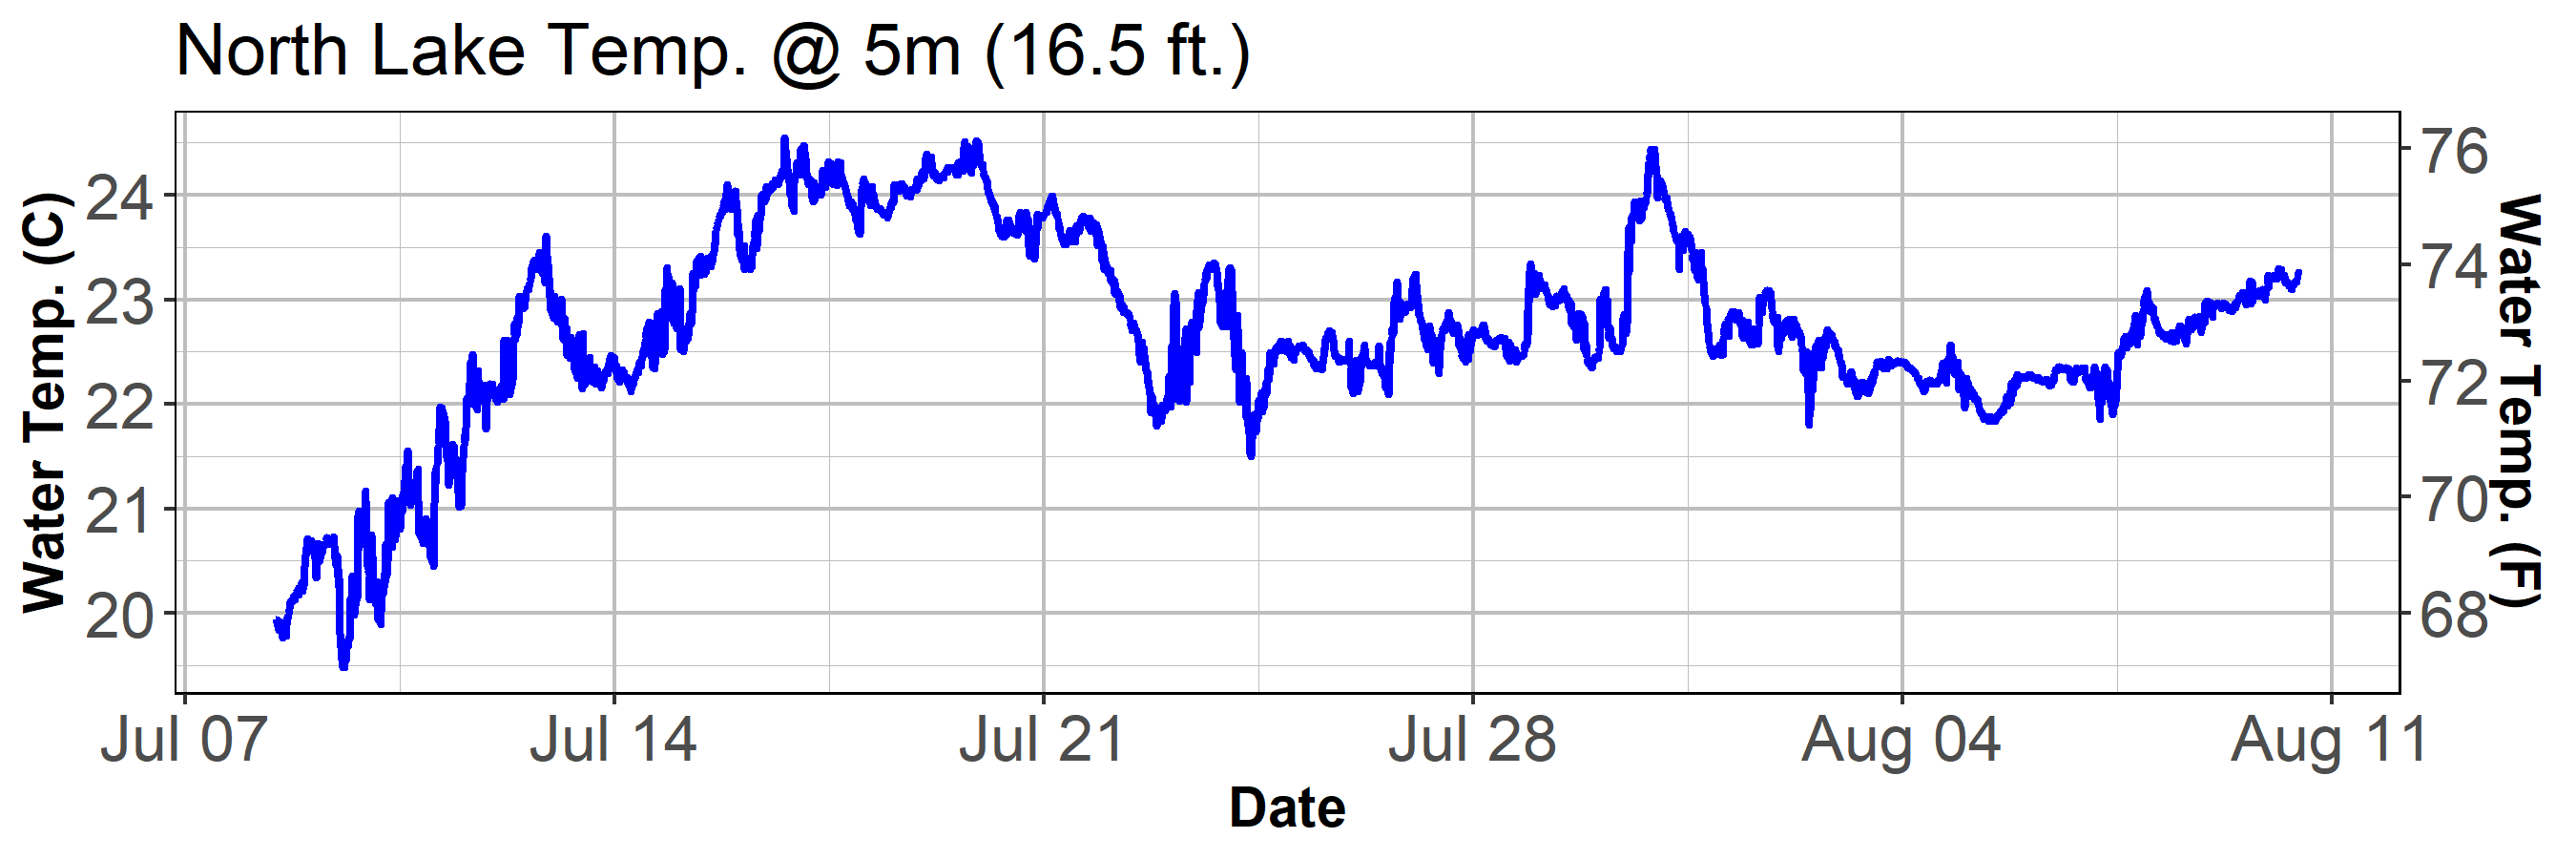 North Lake Temp. @ 5m (16.5 ft.)
Water Temp. (C)
24
23
22
21
20
76
74
72
70
68
Water Temp. (F)
Jul 07
Jul 14
Jul 21
Jul 28
Aug 04
Aug 11
Date